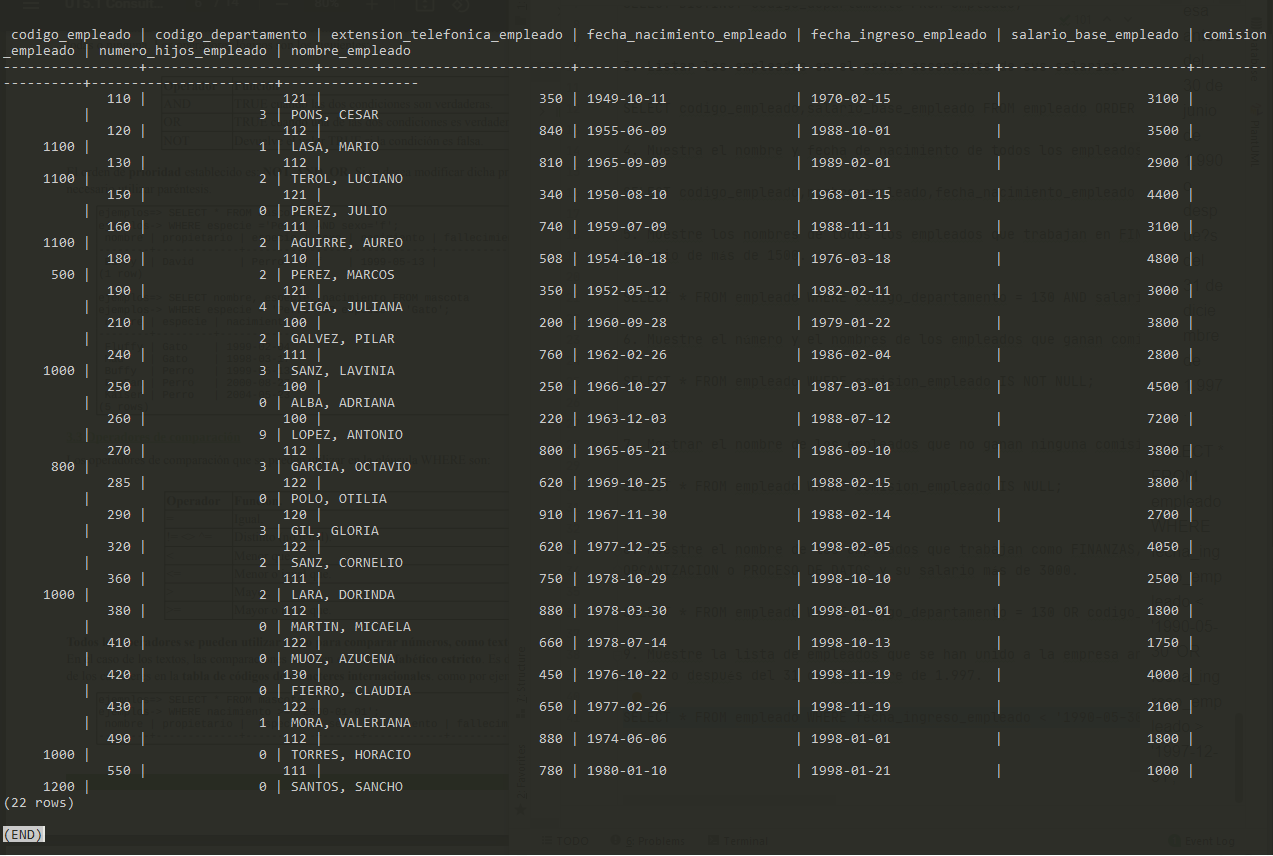 codigo_empleado | codigo_departamento | extension_telefonica_empleado | fecha_nacimiento_empleado | fecha_ingreso_empleado | salario_base_empleado | comision
_empleado | numero_hijos_empleado | nombre_empleado
-----------------+---------------------+-------------------------------+---------------------------+------------------------+-----------------------+---------
----------+-----------------------+-----------------
110 | 121 | 350 | 1949-10-11 | 1970-02-15 | 3100 |
| 3 | PONS, CESAR
120 | 112 | 840 | 1955-06-09 | 1988-10-01 | 3500 |
1100 | 1 | LASA, MARIO
130 | 112 | 810 | 1965-09-09 | 1989-02-01 | 2900 |
1100 | 2 | TEROL, LUCIANO
150 | 121 | 340 | 1950-08-10 | 1968-01-15 | 4400 |
| 0 | PEREZ, JULIO
160 | 111 | 740 | 1959-07-09 | 1988-11-11 | 3100 |
1100 | 2 | AGUIRRE, AUREO
180 | 110 | 508 | 1954-10-18 | 1976-03-18 | 4800 |
500 | 2 | PEREZ, MARCOS
190 | 121 | 350 | 1952-05-12 | 1982-02-11 | 3000 |
| 4 | VEIGA, JULIANA
210 | 100 | 200 | 1960-09-28 | 1979-01-22 | 3800 |
| 2 | GALVEZ, PILAR
240 | 111 | 760 | 1962-02-26 | 1986-02-04 | 2800 |
1000 | 3 | SANZ, LAVINIA
250 | 100 | 250 | 1966-10-27 | 1987-03-01 | 4500 |
| 0 | ALBA, ADRIANA
260 | 100 | 220 | 1963-12-03 | 1988-07-12 | 7200 |
| 9 | LOPEZ, ANTONIO
270 | 112 | 800 | 1965-05-21 | 1986-09-10 | 3800 |
800 | 3 | GARCIA, OCTAVIO
285 | 122 | 620 | 1969-10-25 | 1988-02-15 | 3800 |
| 0 | POLO, OTILIA
290 | 120 | 910 | 1967-11-30 | 1988-02-14 | 2700 |
| 3 | GIL, GLORIA
320 | 122 | 620 | 1977-12-25 | 1998-02-05 | 4050 |
| 2 | SANZ, CORNELIO
360 | 111 | 750 | 1978-10-29 | 1998-10-10 | 2500 |
1000 | 2 | LARA, DORINDA
380 | 112 | 880 | 1978-03-30 | 1998-01-01 | 1800 |
| 0 | MARTIN, MICAELA
410 | 122 | 660 | 1978-07-14 | 1998-10-13 | 1750 |
| 0 | MUOZ, AZUCENA
420 | 130 | 450 | 1976-10-22 | 1998-11-19 | 4000 |
| 0 | FIERRO, CLAUDIA
430 | 122 | 650 | 1977-02-26 | 1998-11-19 | 2100 |
| 1 | MORA, VALERIANA
490 | 112 | 880 | 1974-06-06 | 1998-01-01 | 1800 |
1000 | 0 | TORRES, HORACIO
550 | 111 | 780 | 1980-01-10 | 1998-01-21 | 1000 |
1200 | 0 | SANTOS, SANCHO
(22 rows)
(END)